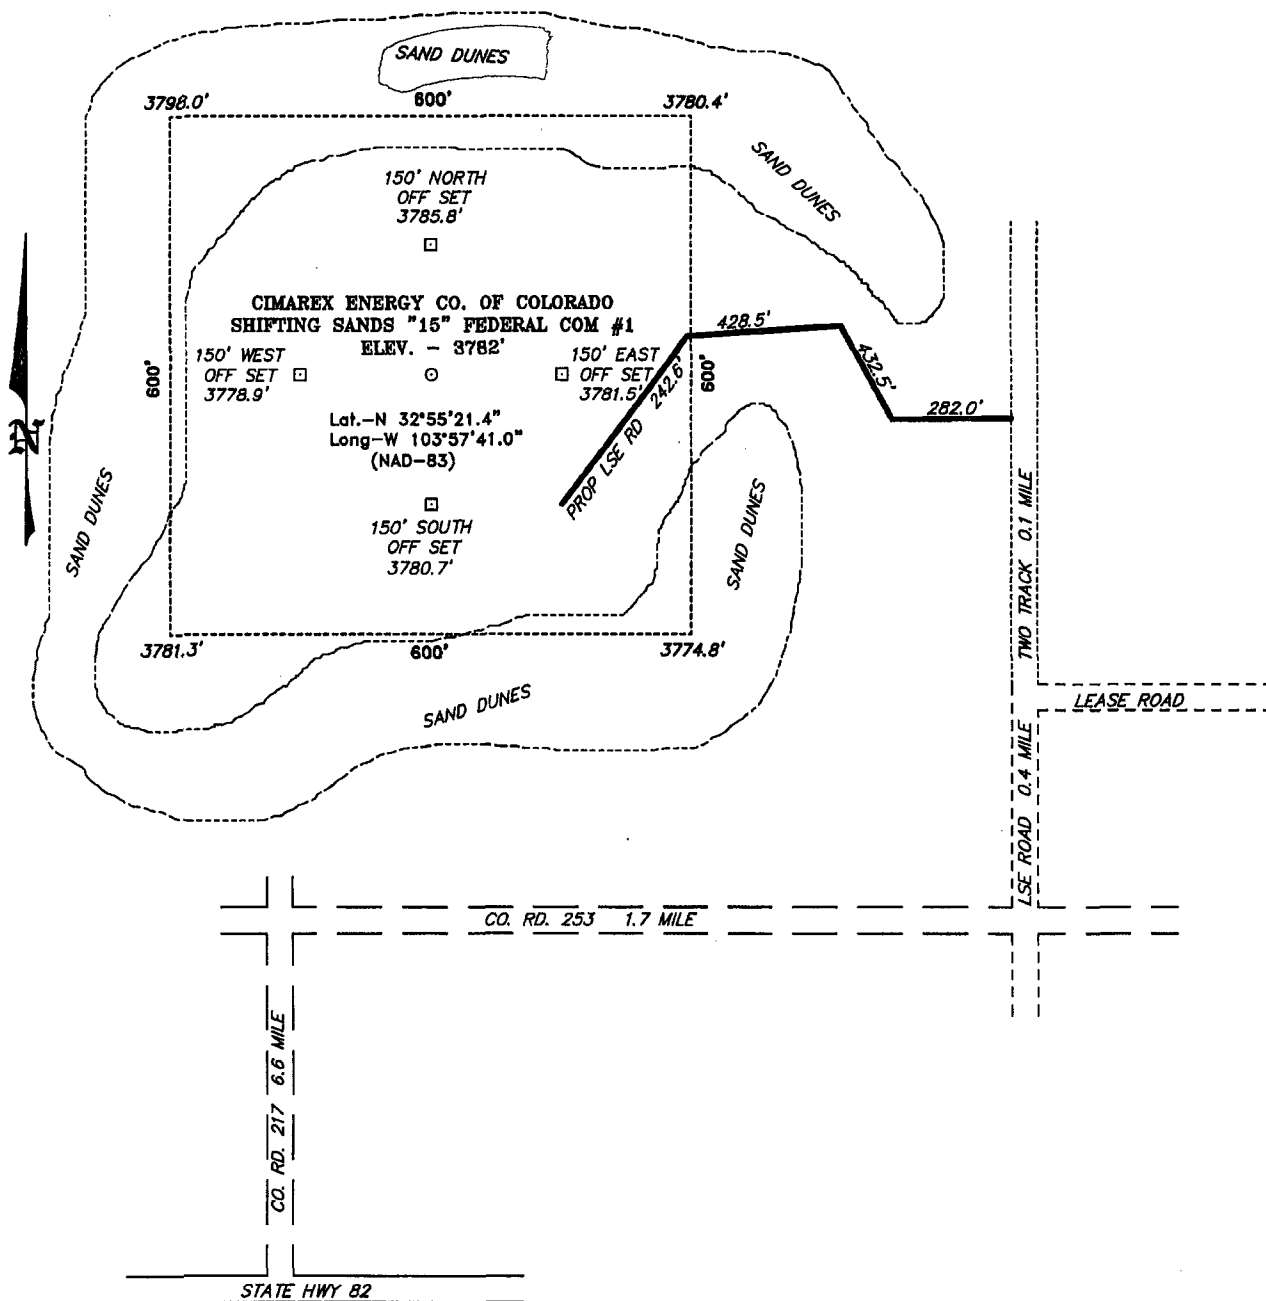 SAND DUNES
3798.0'
600'
3780.4'
SAND DUNES
150' NORTH
OFF SET
3785.8'
CIMAREX ENERGY CO. OF COLORADO
SHIFTING SANDS "15" FEDERAL COM #1
ELEV. - 3782'
428.5'
432.5'
282.0'
600'
150' WEST
OFF SET
3778.9'
150' EAST
OFF SET
3781.5'
600'
PROP LSE RD 242.6'
Lat.-N 32°55'21.4"
Long-W 103°57'41.0"
(NAD-83)
SAND DUNES
150' SOUTH
OFF SET
3780.7'
SAND DUNES
3781.3'
600'
3774.8'
SAND DUNES
TWO TRACK 0.1 MILE
LEASE ROAD
LSE ROAD 0.4 MILE
CO. RD. 253 1.7 MILE
CO. RD. 217 6.6 MILE
STATE HWY 82